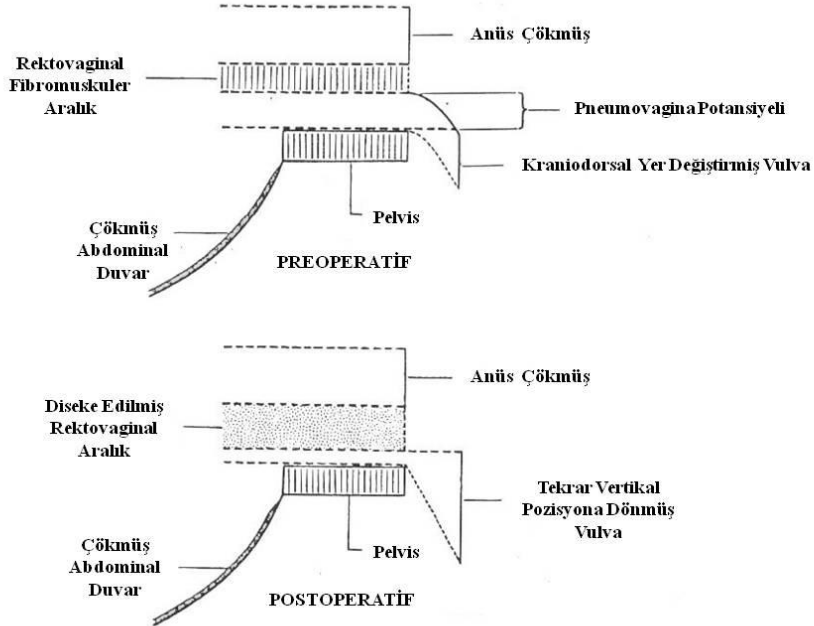 Anüs Çökmüş
Rektovaginal
Fibromuskuler
Aralık
Pneumovagina Potansiyeli
Kraniodorsal Yer Değiştirmiş Vulva
Pelvis
Çökmüş
Abdominal
Duvar
PREOPERATİF
Anüs Çökmüş
Diseke Edilmiş
Rektovaginal
Aralık
Tekrar Vertikal
Pozisyona Dönmüş
Vulva
Pelvis
Çökmüş
Abdominal
Duvar
POSTOPERATİF